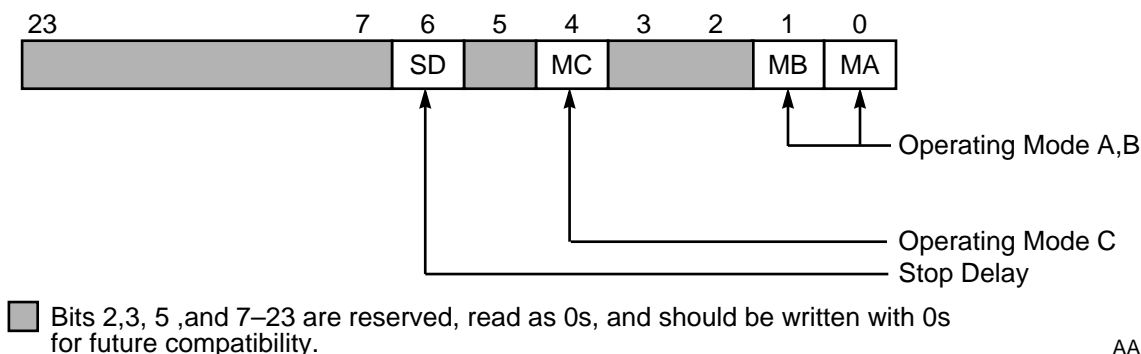 23 7 6 5 4 3 2 1 0
SD MC MB MA
Operating Mode A,B
Operating Mode C
Stop Delay
Bits 2,3, 5 ,and 7–23 are reserved, read as 0s, and should be written with 0s
for future compatibility.
AA